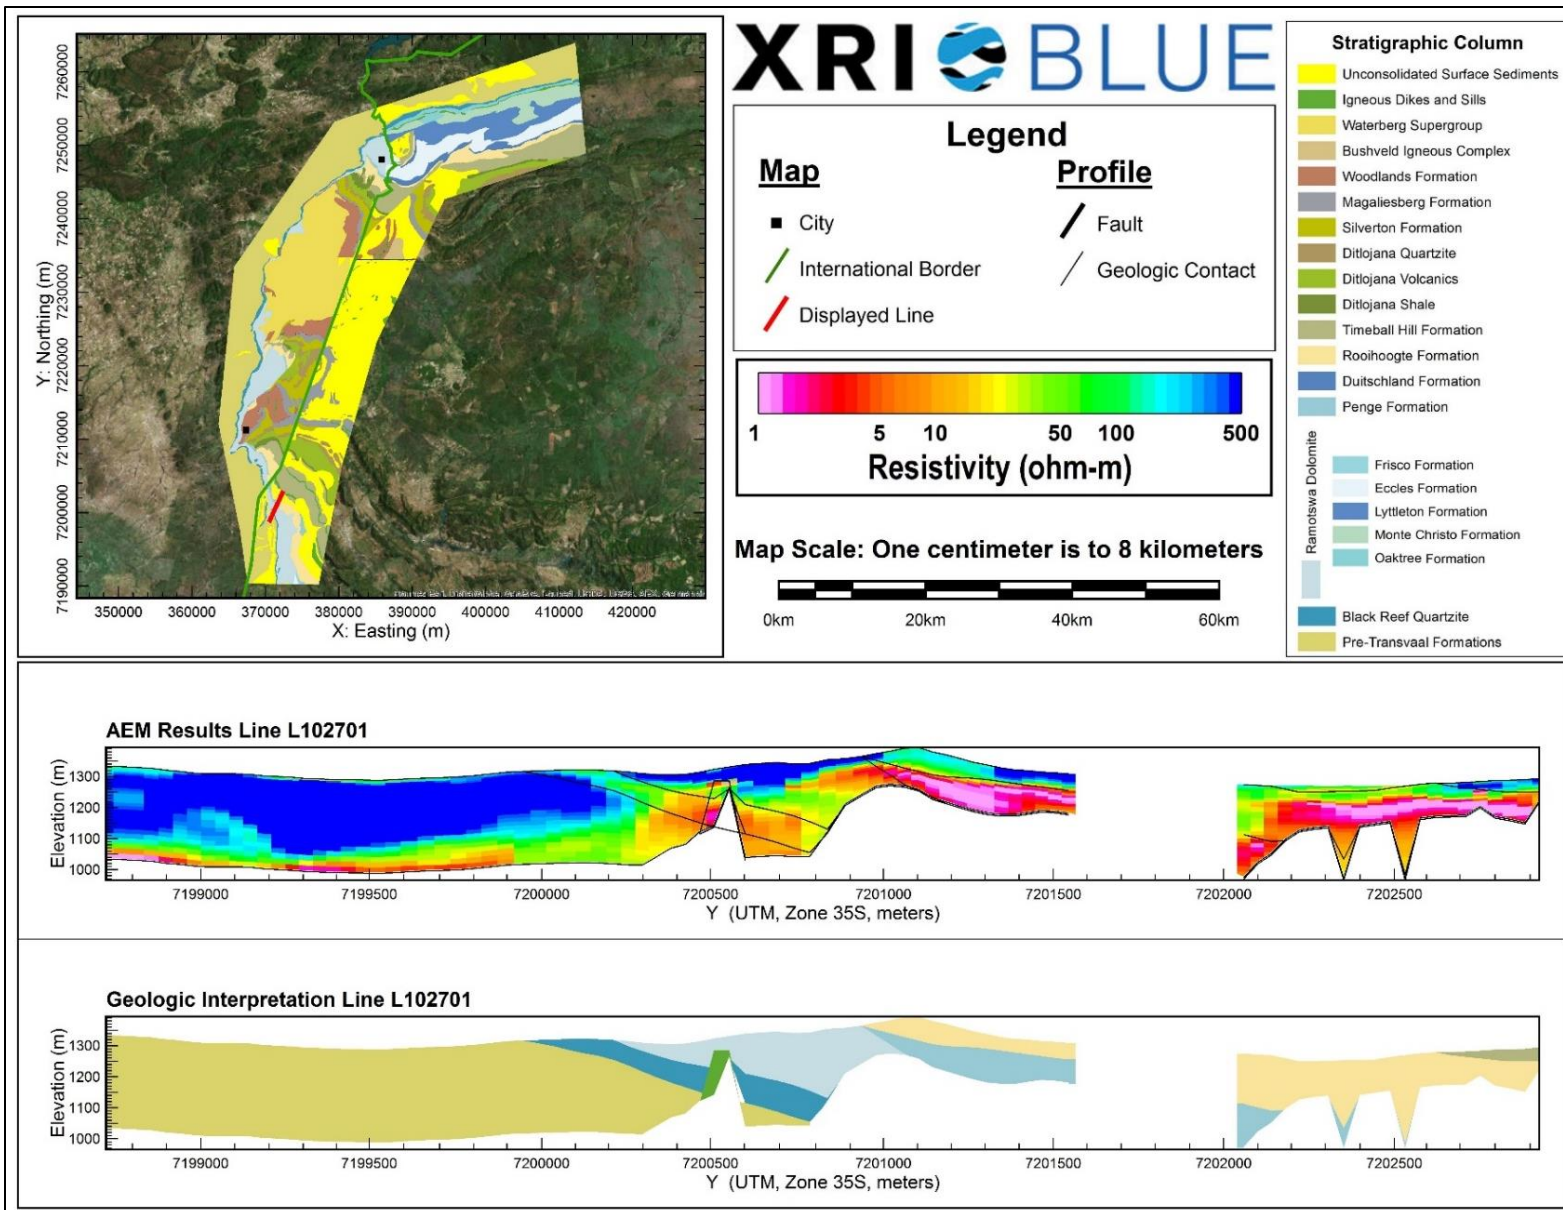 XRI BLUE
7260000
7250000
7240000
7230000
7220000
7210000
7200000
7190000
Y: Northing (m)
350000 360000 370000 380000 390000 400000 410000 420000
X: Easting (m)
Legend
Map
City
International Border
Displayed Line
Profile
Fault
Geologic Contact
1 5 10 50 100 500
Resistivity (ohm-m)
Map Scale: One centimeter is to 8 kilometers
0km 20km 40km 60km
Stratigraphic Column
Unconsolidated Surface Sediments
Igneous Dikes and Sills
Waterberg Supergroup
Bushveld Igneous Complex
Woodlands Formation
Magaliesberg Formation
Silverton Formation
Ditlojana Quartzite
Ditlojana Volcanics
Ditlojana Shale
Timeball Hill Formation
Rooihoogte Formation
Duitschland Formation
Penge Formation
Ramotswa Dolomite
Frisco Formation
Eccles Formation
Lyttleton Formation
Monte Christo Formation
Oaktree Formation
Black Reef Quartzite
Pre-Transvaal Formations
AEM Results Line L102701
Elevation (m)
1300
1200
1100
1000
7199000 7199500 7200000 7200500 7201000 7201500 7202000 7202500
Y (UTM, Zone 35S, meters)
Geologic Interpretation Line L102701
Elevation (m)
1300
1200
1100
1000
7199000 7199500 7200000 7200500 7201000 7201500 7202000 7202500
Y (UTM, Zone 35S, meters)